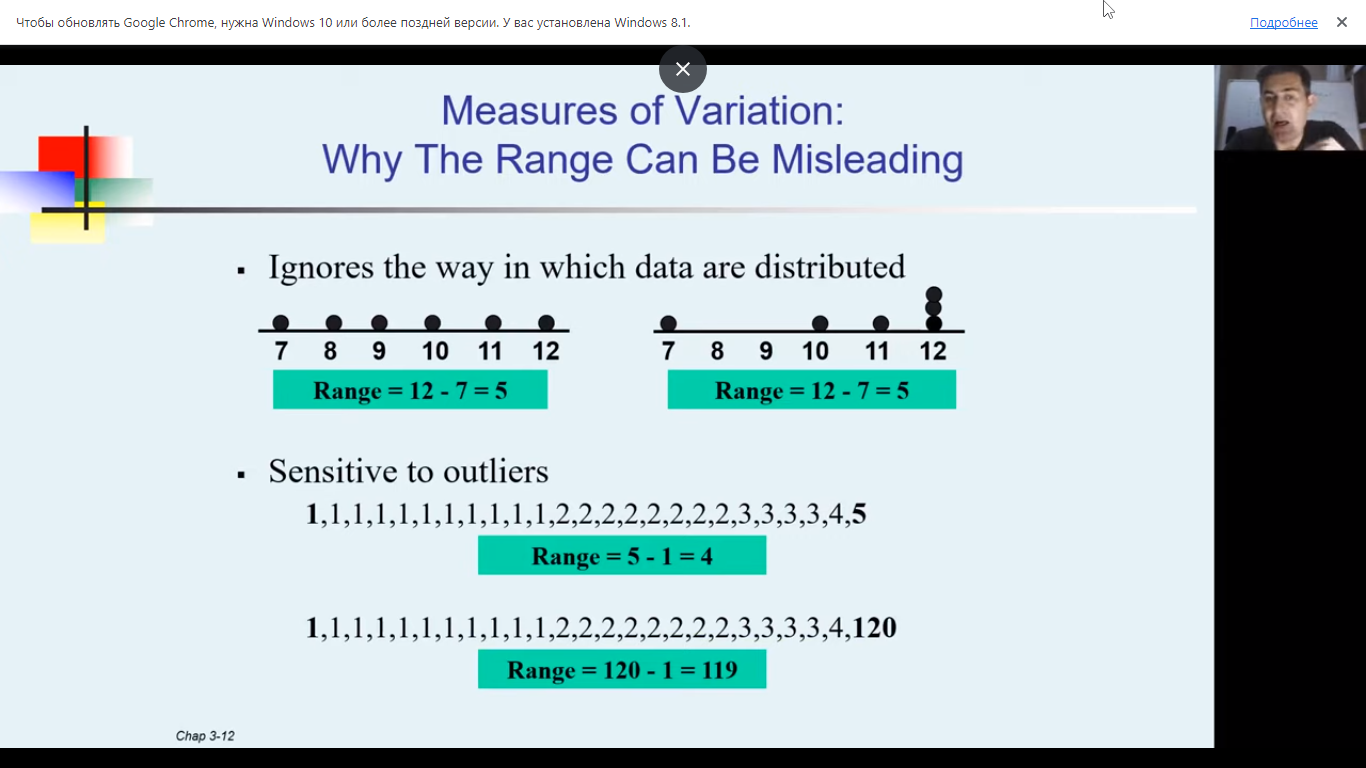 Чтобы обновлять Google Chrome, нужна Windows 10 или более поздней версии. У вас установлена Windows 8.1.
Подробнее
Measures of Variation:
Why The Range Can Be Misleading
Ignores the way in which data are distributed
7 8 9 10 11 12
7 8 9 10 11 12
Range = 12 - 7 = 5
Range = 12 - 7 = 5
Sensitive to outliers
1,1,1,1,1,1,1,1,1,1,1,2,2,2,2,2,2,2,2,3,3,3,3,4,5
Range = 5 - 1 = 4
1,1,1,1,1,1,1,1,1,1,1,2,2,2,2,2,2,2,2,3,3,3,3,4,120
Range = 120 - 1 = 119
Chap 3-12